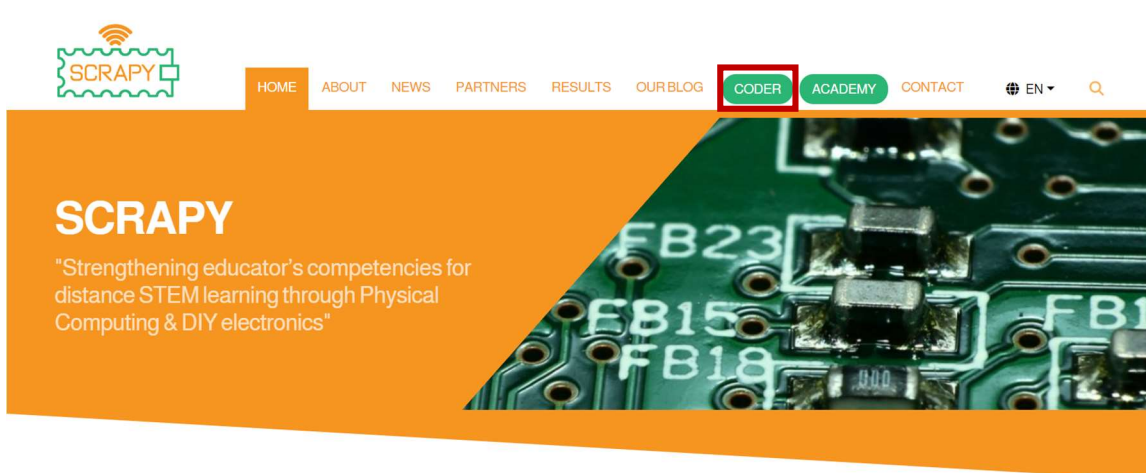 SCRAPY
HOME ABOUT NEWS PARTNERS RESULTS OUR BLOG CODER ACADEMY CONTACT EN
SCRAPY
"Strengthening educator's competencies for
distance STEM learning through Physical
Computing & DIY electronics"
FB23
FB15
FB18
000